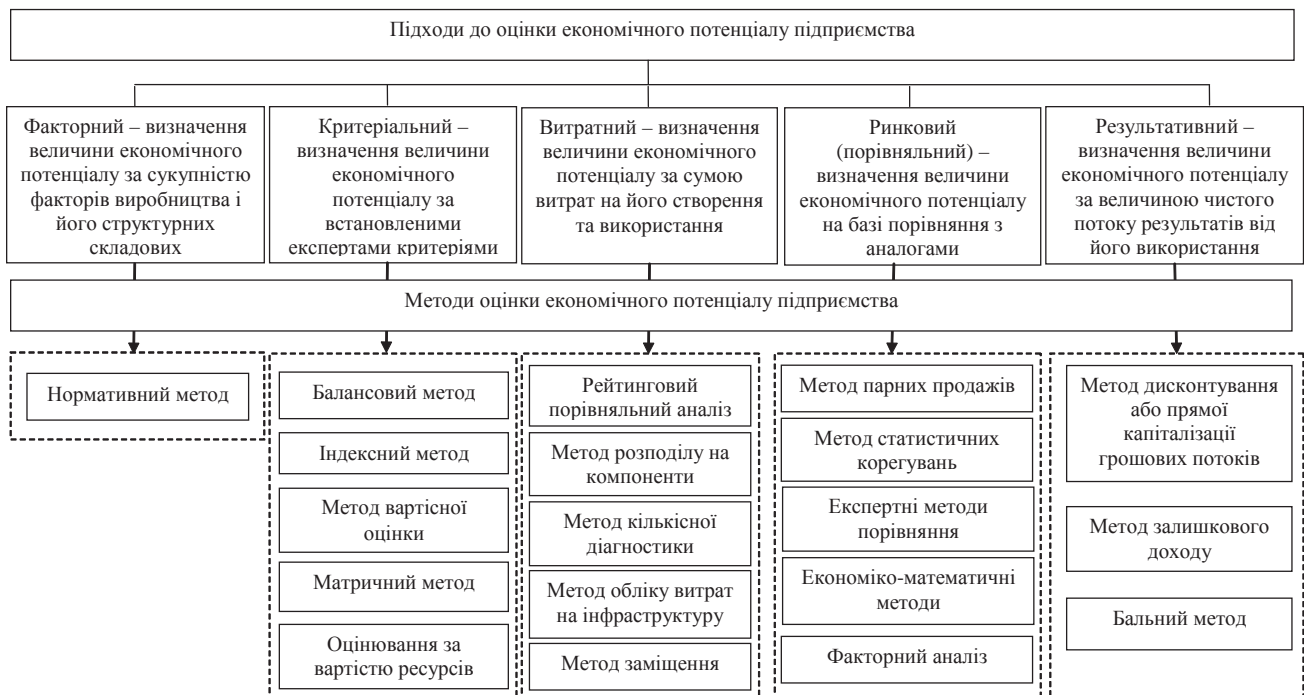 Підходи до оцінки економічного потенціалу підприємства
Факторний – визначення
величини економічного
потенціалу за сукупністю
факторів виробництва і
його структурних
складових
Критеріальний –
визначення величини
економічного
потенціалу за
встановленими
експертами критеріями
Витратний – визначення
величини економічного
потенціалу за сумою
витрат на його створення
та використання
Ринковий
(порівняльний) –
визначення величини
економічного потенціалу
на базі порівняння з
аналогами
Результативний –
визначення величини
економічного потенціалу
за величиною чистого
потоку результатів від
його використання
Методи оцінки економічного потенціалу підприємства
Нормативний метод
Балансовий метод
Індексний метод
Метод вартісної
оцінки
Матричний метод
Оцінювання за
вартістю ресурсів
Рейтинговий
порівняльний аналіз
Метод розподілу на
компоненти
Метод кількісної
діагностики
Метод обліку витрат
на інфраструктуру
Метод заміщення
Метод парних продажів
Метод статистичних
корегувань
Експертні методи
порівняння
Економіко-математичні
методи
Факторний аналіз
Метод дисконтування
або прямої
капіталізації
грошових потоків
Метод залишкового
доходу
Бальний метод